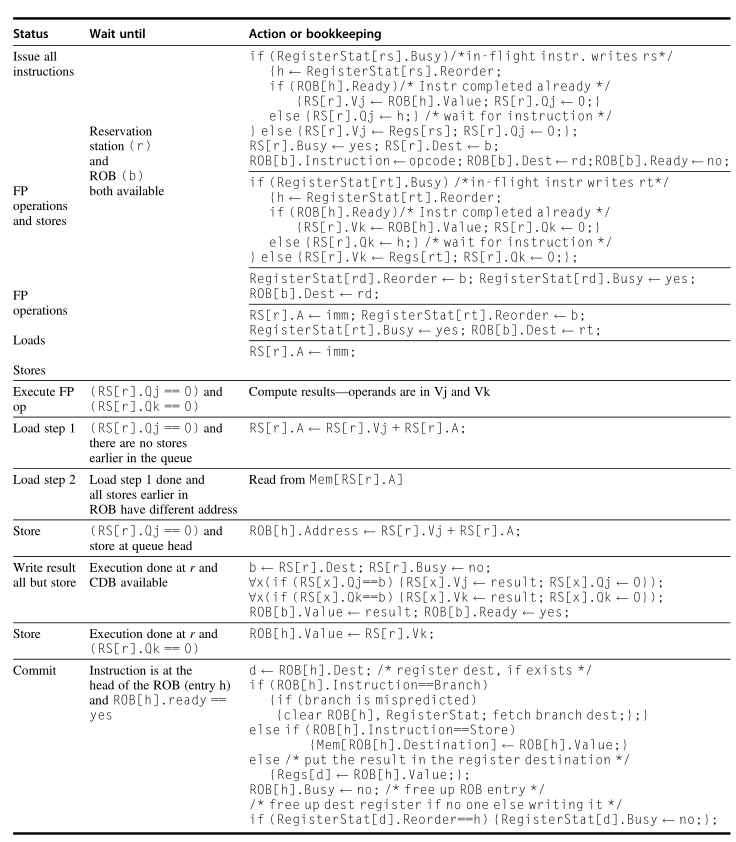 Status Wait until Action or bookkeeping
Issue all
instructions
Reservation
station (r)
and
ROB (b)
both available
if (RegisterStat[rs].Busy)/*in-flight instr. writes rs*/
{h ← RegisterStat[rs].Reorder;
if (ROB[h].Ready)/* Instr completed already */
{RS[r].Vj ← ROB[h].Value; RS[r].Qj ← 0;}
else {RS[r].Qj ← h;} /* wait for instruction */
} else {RS[r].Vj ← Regs[rs]; RS[r].Qj ← 0;};
RS[r].Busy ← yes; RS[r].Dest ← b;
ROB[b].Instruction ← opcode; ROB[b].Dest ← rd;ROB[b].Ready ← no;
FP
operations
and stores
if (RegisterStat[rt].Busy) /*in-flight instr writes rt*/
{h ← RegisterStat[rt].Reorder;
if (ROB[h].Ready)/* Instr completed already */
{RS[r].Vk ← ROB[h].Value; RS[r].Qk ← 0;}
else {RS[r].Qk ← h;} /* wait for instruction */
} else {RS[r].Vk ← Regs[rt]; RS[r].Qk ← 0;};
FP
operations
RegisterStat[rd].Reorder ← b; RegisterStat[rd].Busy ← yes;
ROB[b].Dest ← rd;
Loads
RS[r].A ← imm; RegisterStat[rt].Reorder ← b;
RegisterStat[rt].Busy ← yes; ROB[b].Dest ← rt;
Stores
RS[r].A ← imm;
Execute FP
op
(RS[r].Qj == 0) and
(RS[r].Qk == 0)
Compute results—operands are in Vj and Vk
Load step 1
(RS[r].Qj == 0) and
there are no stores
earlier in the queue
RS[r].A ← RS[r].Vj + RS[r].A;
Load step 2
Load step 1 done and
all stores earlier in
ROB have different address
Read from Mem[RS[r].A]
Store
(RS[r].Qj == 0) and
store at queue head
ROB[h].Address ← RS[r].Vj + RS[r].A;
Write result
all but store
Execution done at r and
CDB available
b ← RS[r].Dest; RS[r].Busy ← no;
∀x(if (RS[x].Qj==b) {RS[x].Vj ← result; RS[x].Qj ← 0});
∀x(if (RS[x].Qk==b) {RS[x].Vk ← result; RS[x].Qk ← 0});
ROB[b].Value ← result; ROB[b].Ready ← yes;
Store
Execution done at r and
(RS[r].Qk == 0)
ROB[h].Value ← RS[r].Vk;
Commit
Instruction is at the
head of the ROB (entry h)
and ROB[h].ready ==
yes
d ← ROB[h].Dest; /* register dest, if exists */
if (ROB[h].Instruction==Branch)
{if (branch is mispredicted)
{clear ROB[h], RegisterStat; fetch branch dest;};}
else if (ROB[h].Instruction==Store)
{Mem[ROB[h].Destination] ← ROB[h].Value;}
else /* put the result in the register destination */
{Regs[d] ← ROB[h].Value;};
ROB[h].Busy ← no; /* free up ROB entry */
/* free up dest register if no one else writing it */
if (RegisterStat[d].Reorder==h) {RegisterStat[d].Busy ← no;};